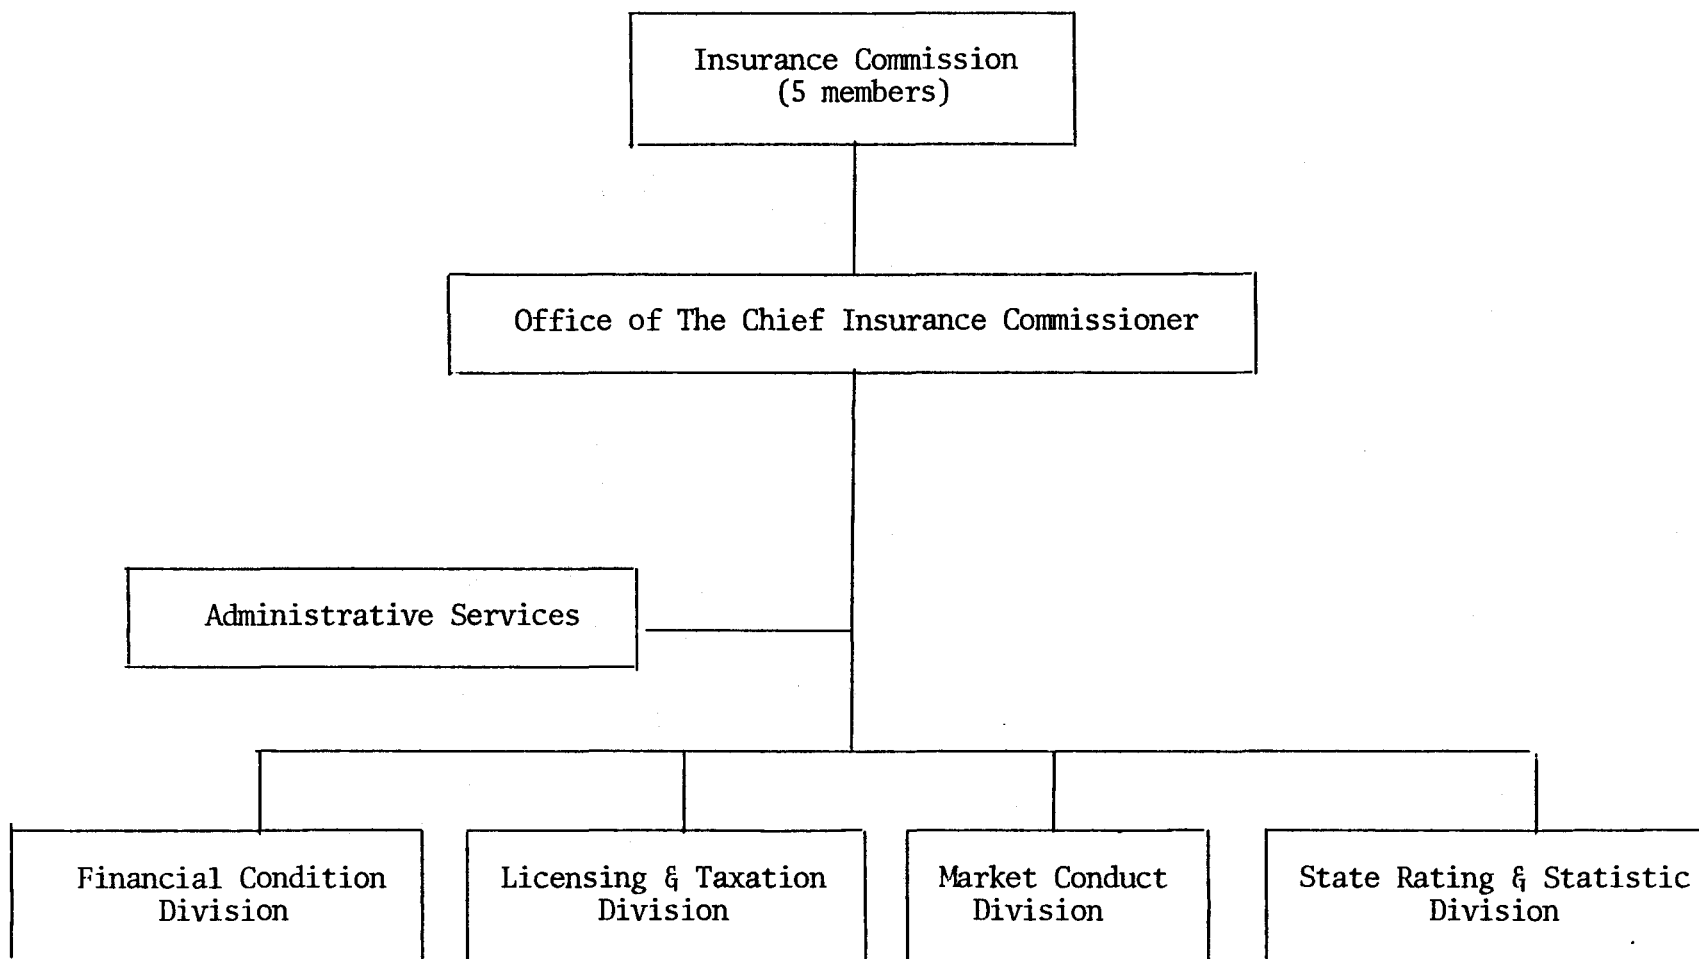 Insurance Commission
(5 members)
Office of The Chief Insurance Commissioner
Administrative Services
Financial Condition
Division
Licensing & Taxation
Division
Market Conduct
Division
State Rating & Statistic
Division